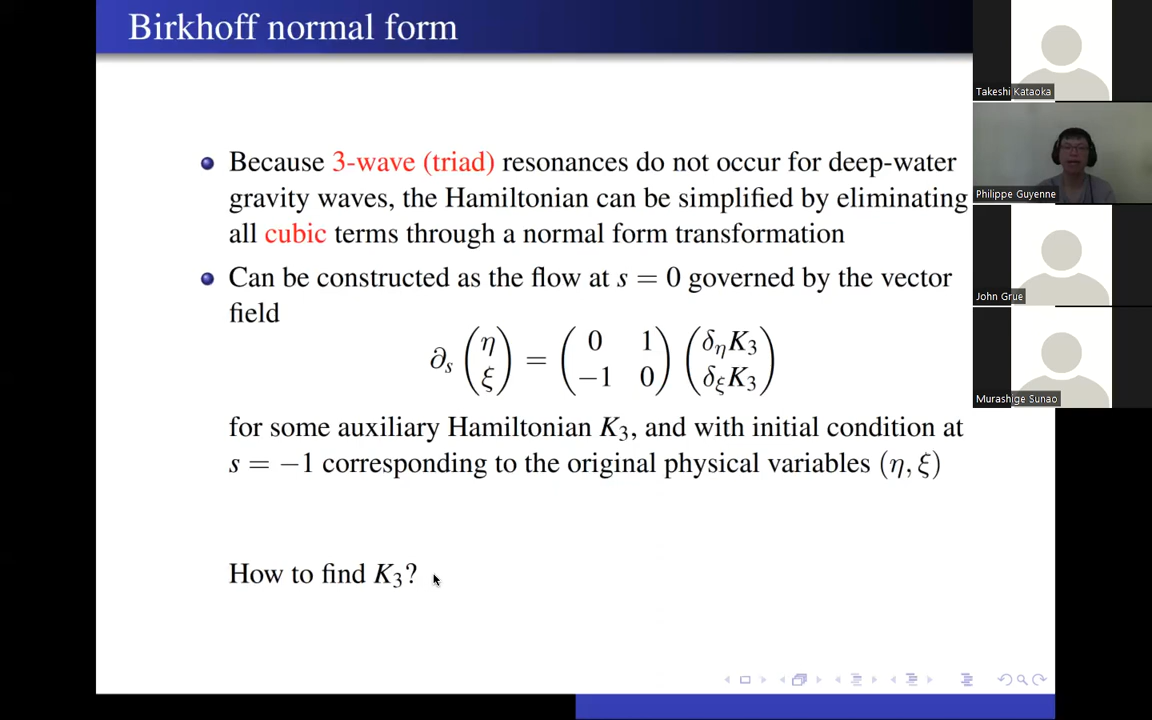 Birkhoff normal form
Because 3-wave (triad) resonances do not occur for deep-water
gravity waves, the Hamiltonian can be simplified by eliminating
all cubic terms through a normal form transformation
Can be constructed as the flow at s = 0 governed by the vector
field
∂ₛ (η ξ) = (0 1 −1 0) (δ_η K₃ δ_ξ K₃)
for some auxiliary Hamiltonian K₃, and with initial condition at
s = −1 corresponding to the original physical variables (η, ξ)
How to find K₃?
Takeshi Kataoka
Philippe Guyenne
John Grue
Murashige Sunao